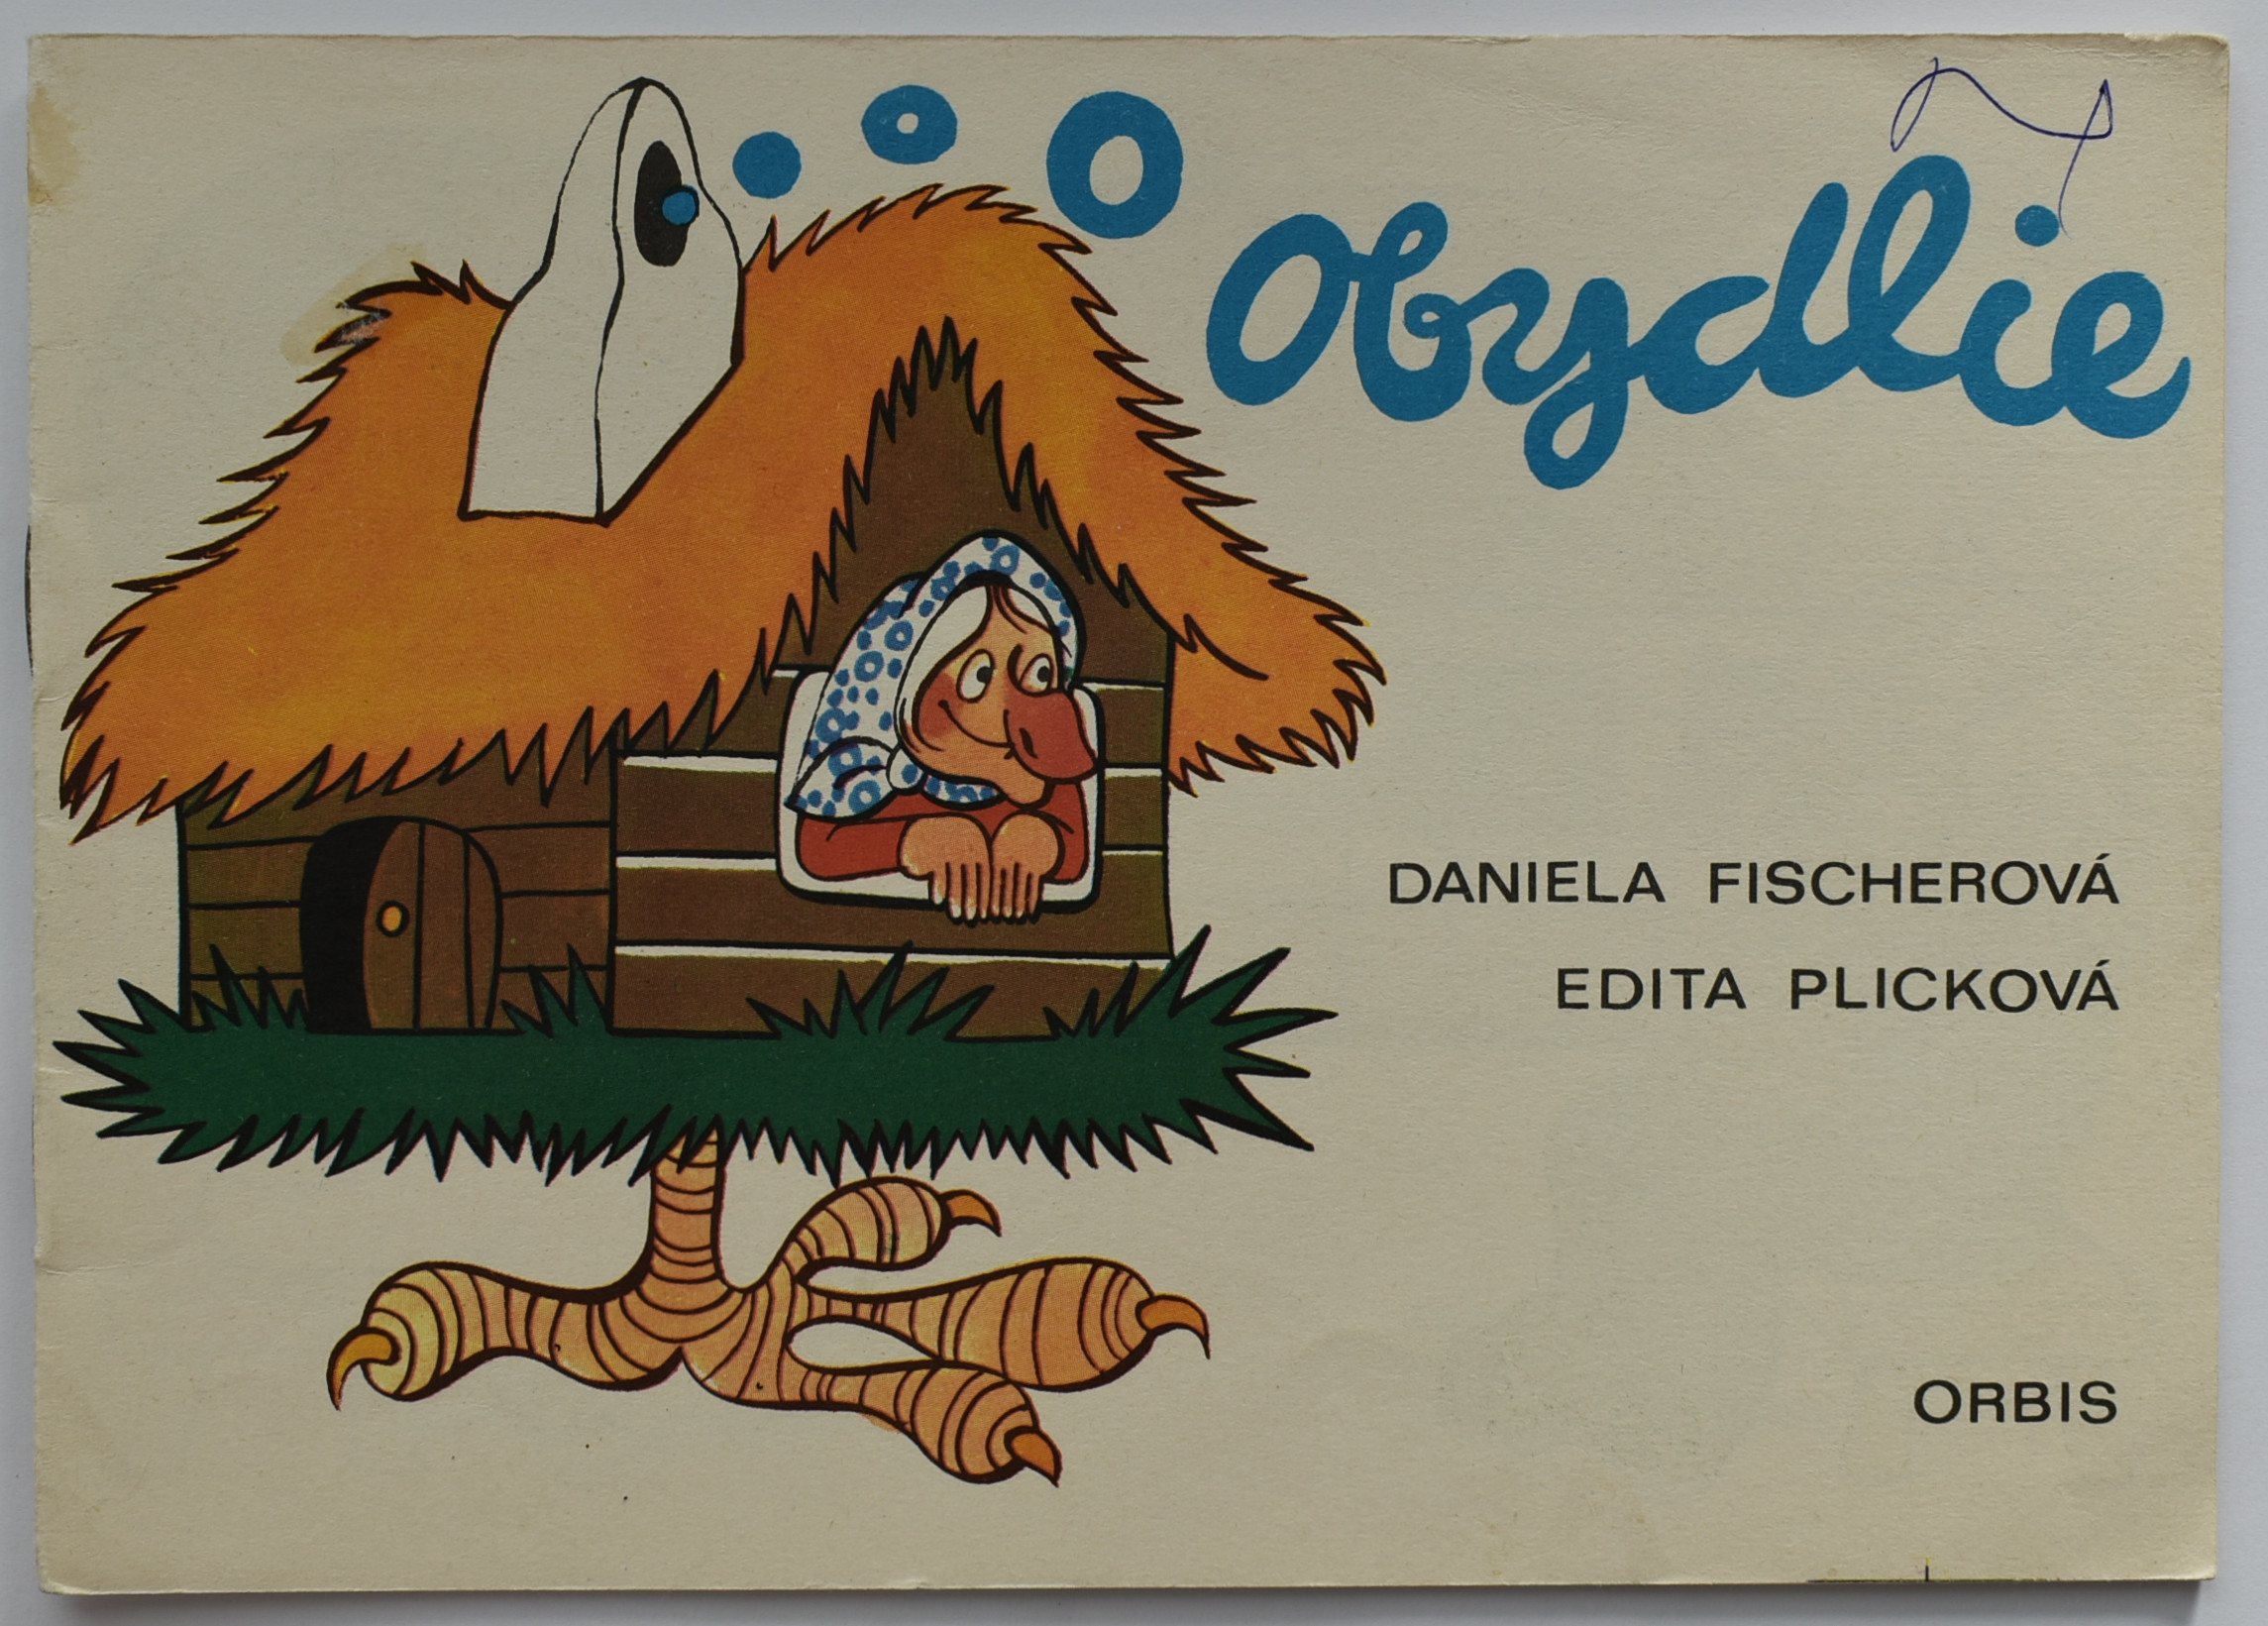 obydlie
DANIELA FISCHEROVÁ
EDITA PLICKOVÁ
ORBIS